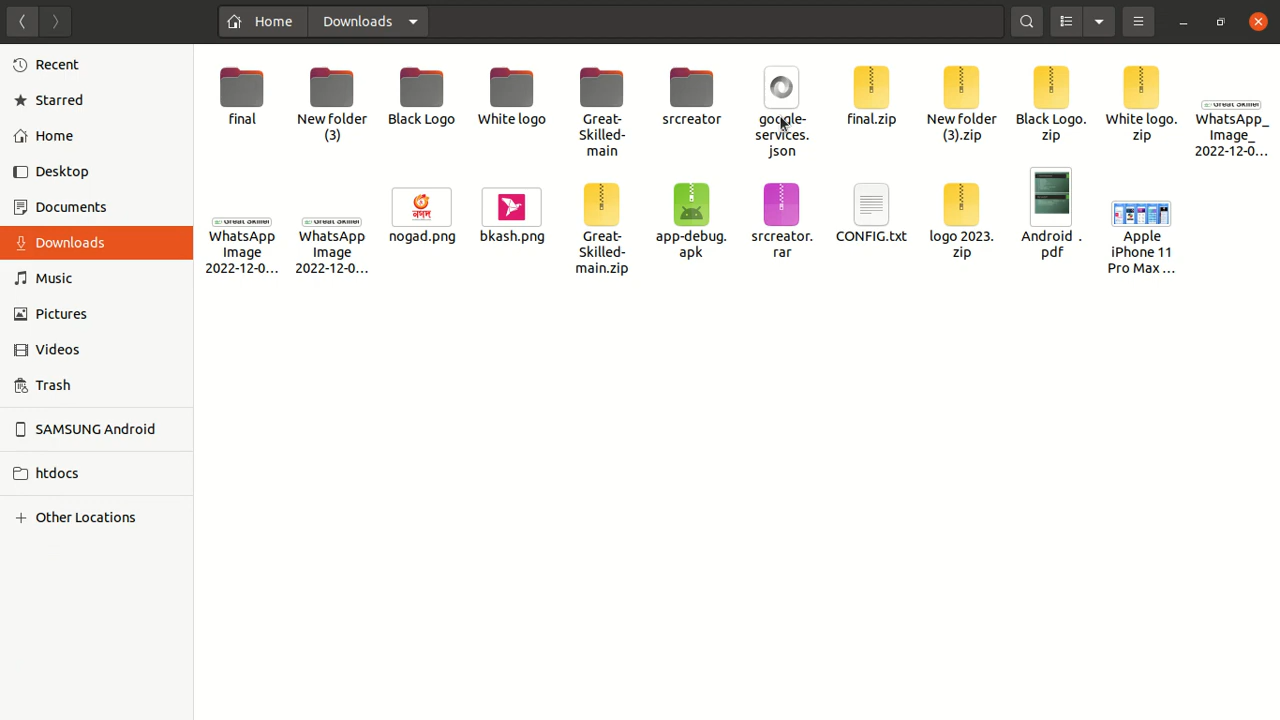 Home
Downloads
Recent
Starred
Home
Desktop
Documents
Downloads
Music
Pictures
Videos
Trash
SAMSUNG Android
htdocs
Other Locations
final
New folder
(3)
Black Logo
White logo
Great-
Skilled-
main
srcreator
google-
services.
json
final.zip
New folder
(3).zip
Black Logo.
zip
White logo.
zip
WhatsApp_
Image_
2022-12-0...
WhatsApp
Image
2022-12-0...
WhatsApp
Image
2022-12-0...
নগদ
nogad.png
bkash.png
Great-
Skilled-
main.zip
app-debug.
apk
srcreator.
rar
CONFIG.txt
logo 2023.
zip
Android .
pdf
Apple
iPhone 11
Pro Max ...